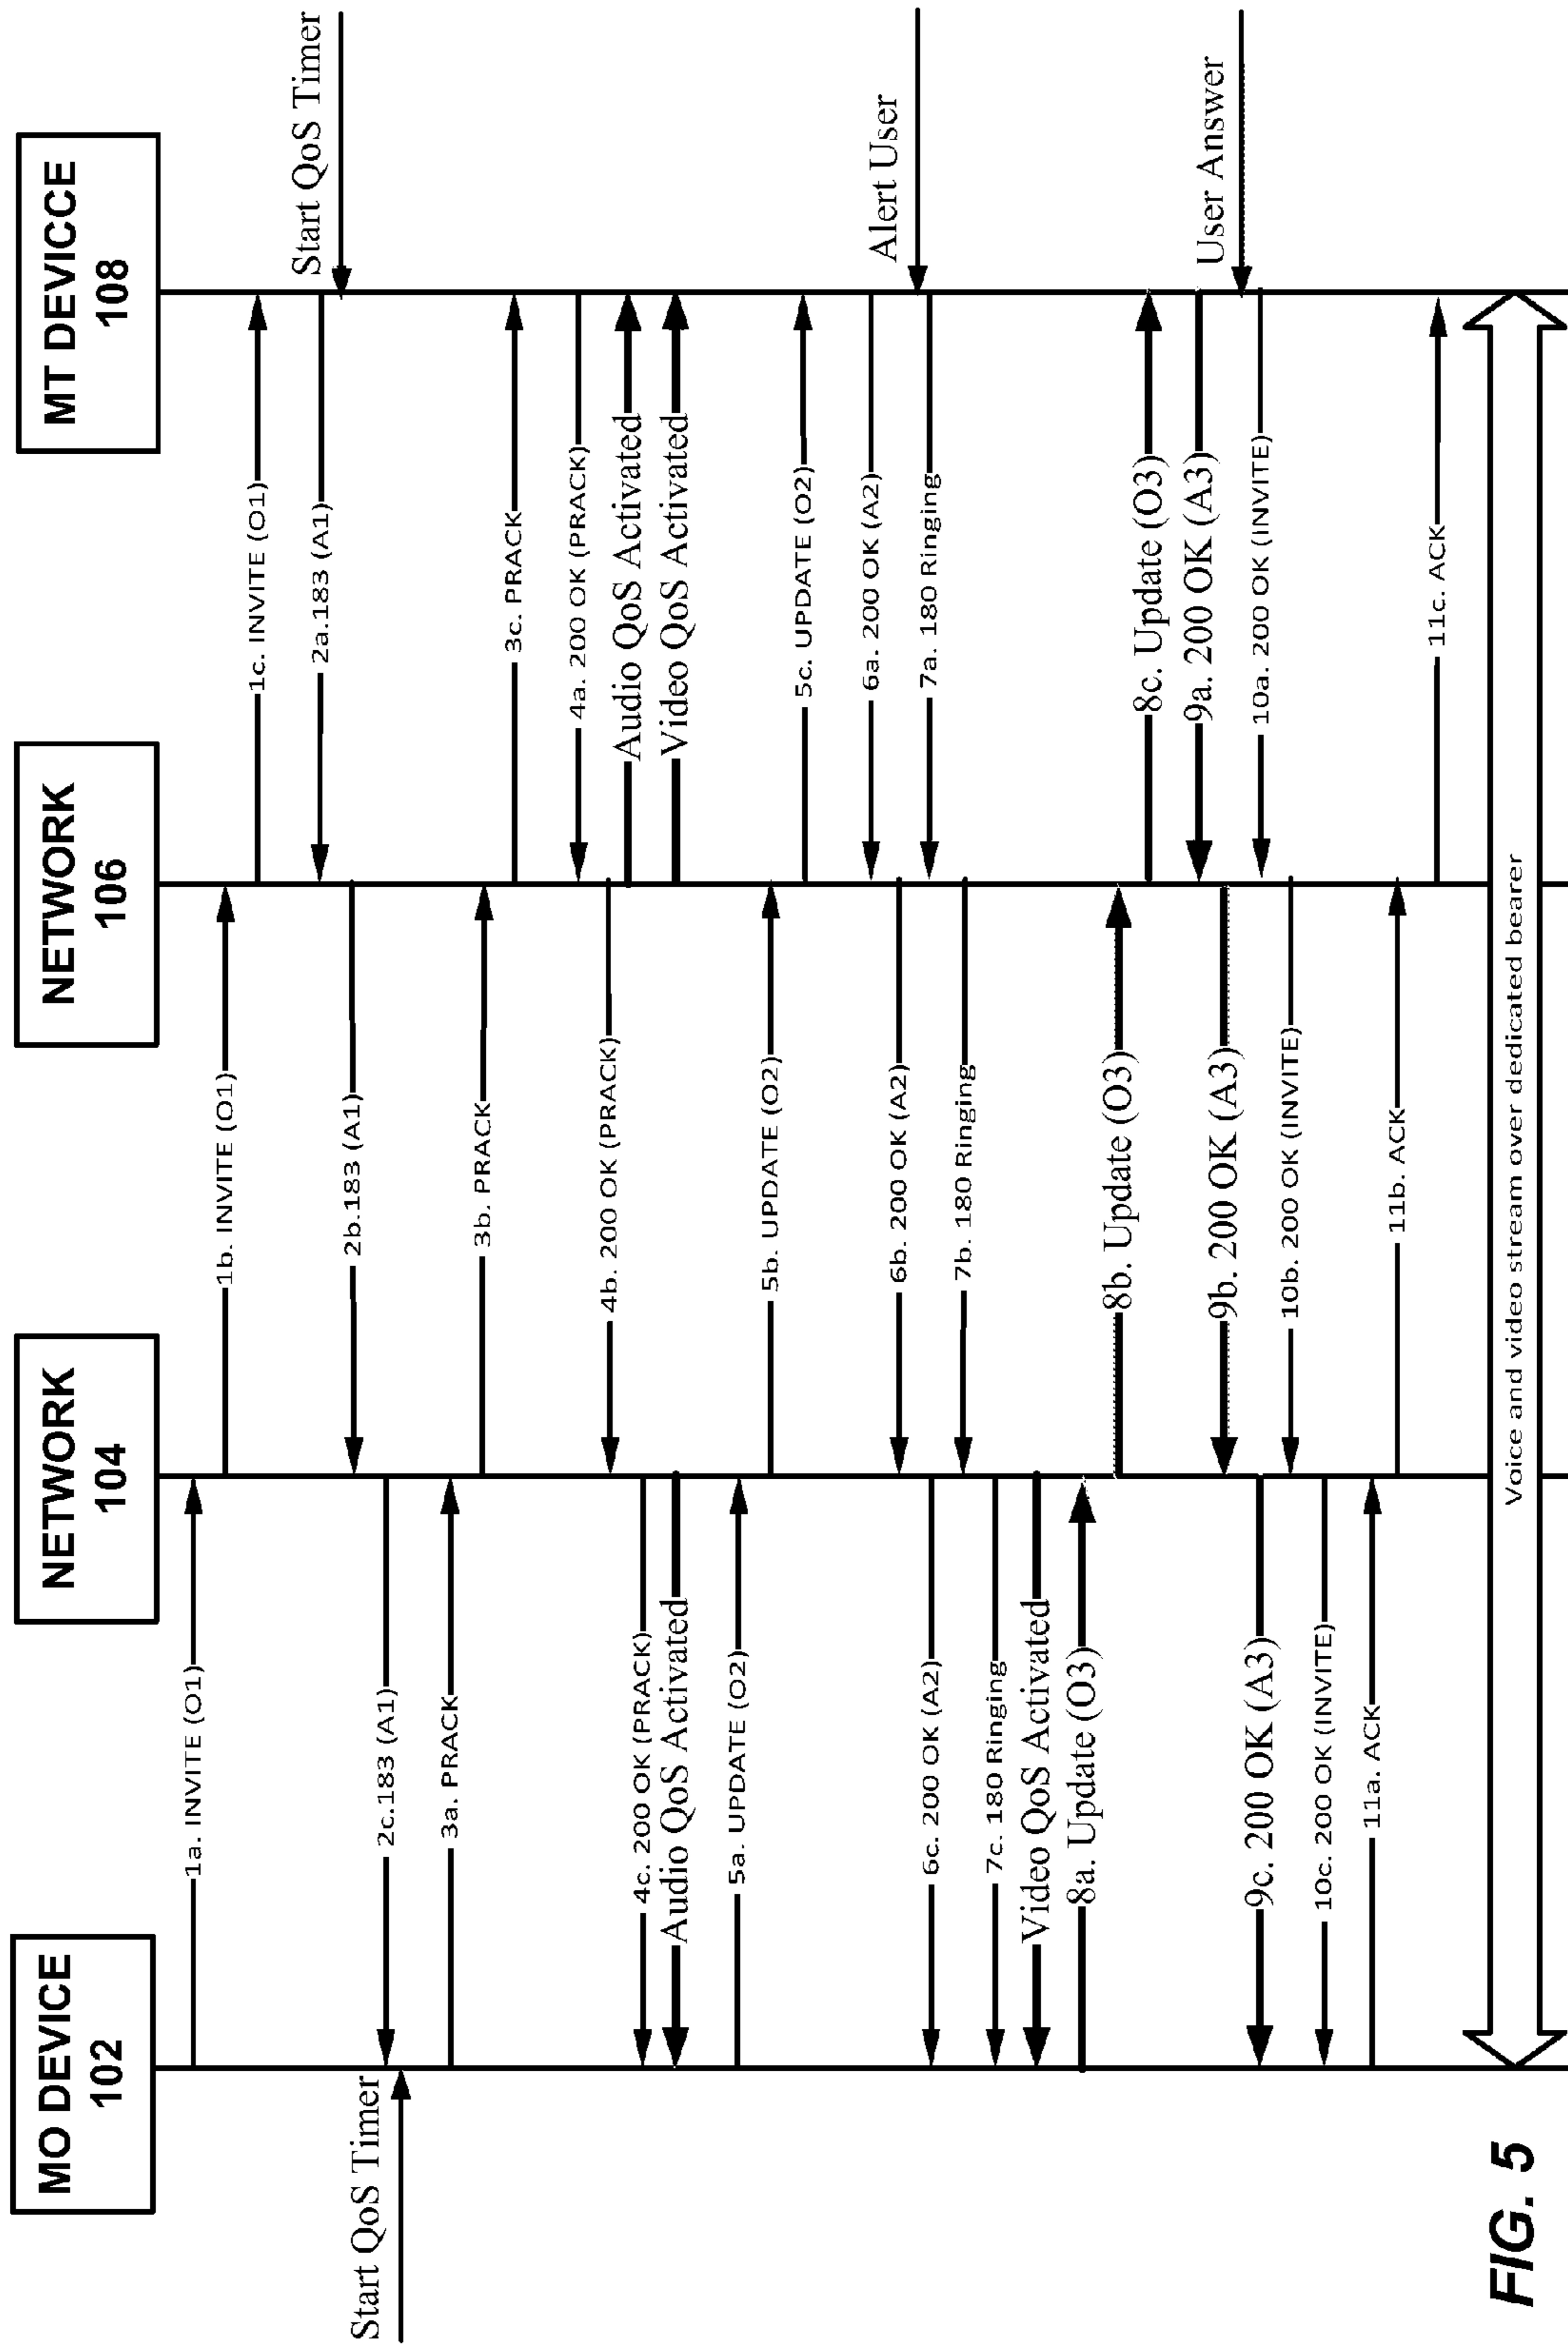 MO DEVICE
102
NETWORK
104
NETWORK
106
MT DEVICCE
108
1a. INVITE (O1)
1b. INVITE (O1)
1c. INVITE (O1)
2a.183 (A1)
Start QoS Timer
2b.183 (A1)
2c.183 (A1)
Start QoS Timer
3a. PRACK
3b. PRACK
3c. PRACK
4a. 200 OK (PRACK)
4b. 200 OK (PRACK)
Audio QoS Activated
4c. 200 OK (PRACK)
Audio QoS Activated
Video QoS Activated
5a. UPDATE (O2)
5b. UPDATE (O2)
5c. UPDATE (O2)
6a. 200 OK (A2)
6b. 200 OK (A2)
Alert User
7a. 180 Ringing
6c. 200 OK (A2)
7b. 180 Ringing
7c. 180 Ringing
Video QoS Activated
8a. Update (O3)
8b. Update (O3)
8c. Update (O3)
9a. 200 OK (A3)
9b. 200 OK (A3)
User Answer
9c. 200 OK (A3)
10a. 200 OK (INVITE)
10b. 200 OK (INVITE)
10c. 200 OK (INVITE)
11a. ACK
11b. ACK
11c. ACK
Voice and video stream over dedicated bearer
FIG. 5